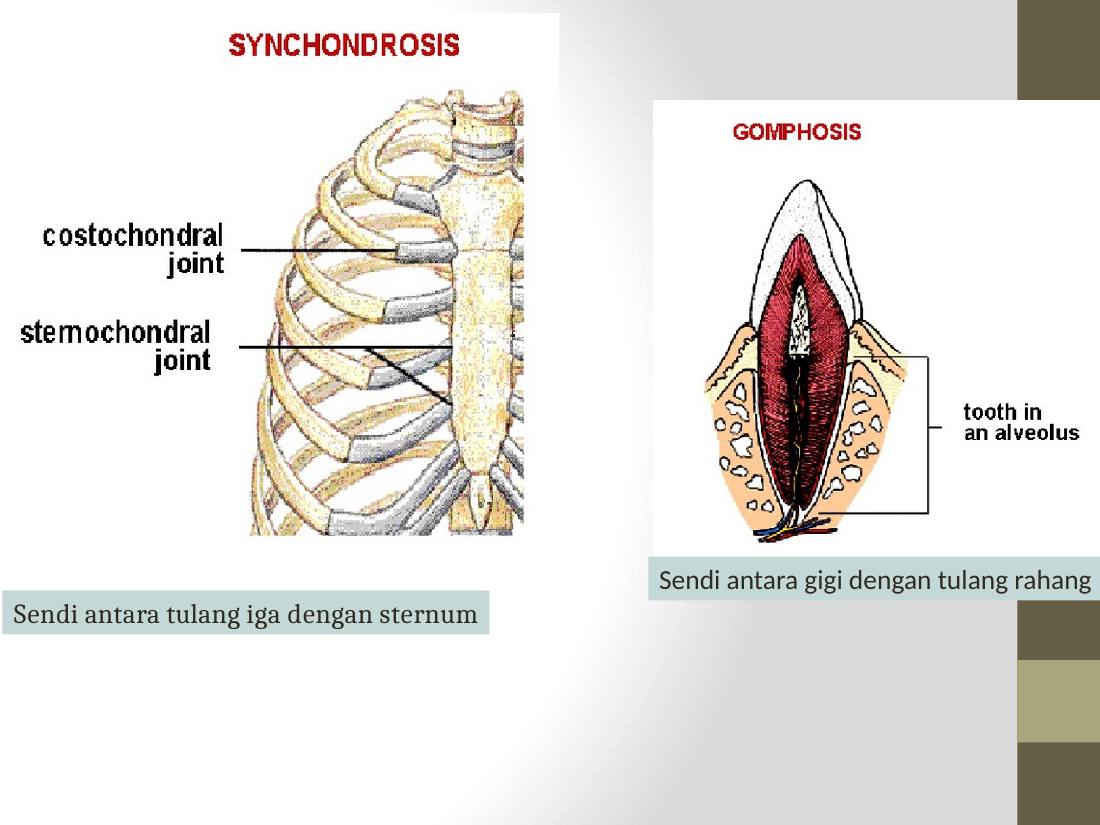 SYNCHONDROSIS
costochondral
joint
sternochondral
joint
Sendi antara tulang iga dengan sternum
GOMPHOSIS
tooth in
an alveolus
Sendi antara gigi dengan tulang rahang